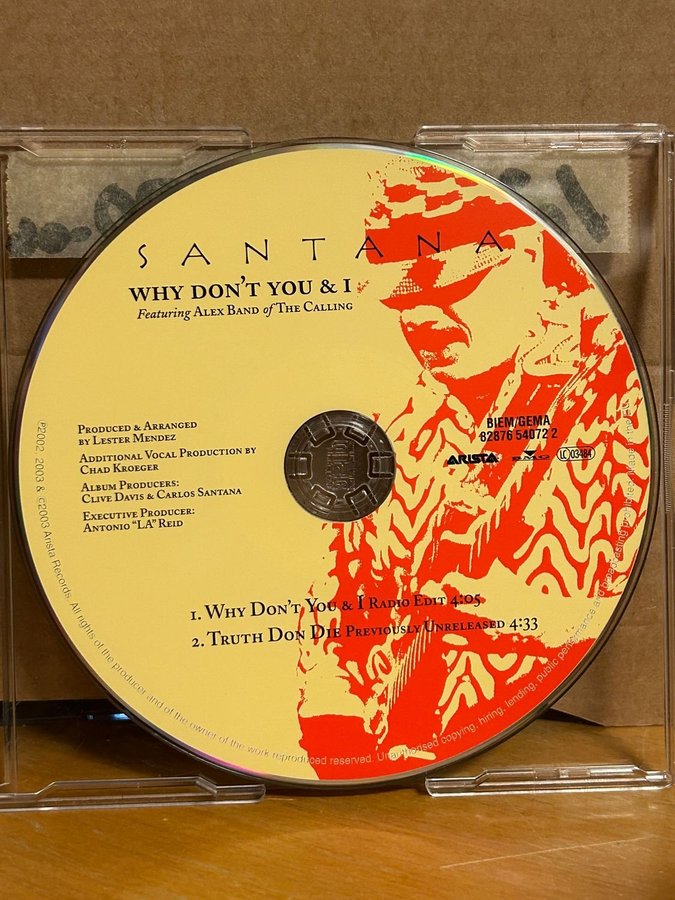 SANTANA
WHY DON'T YOU & I
Featuring ALEX BAND of THE CALLING
PRODUCED & ARRANGED
BY LESTER MENDEZ
ADDITIONAL VOCAL PRODUCTION BY
CHAD KROEGER
ALBUM PRODUCERS:
CLIVE DAVIS & CARLOS SANTANA
EXECUTIVE PRODUCER:
ANTONIO "LA" REID
BIEM/GEMA
82876 54072 2
ARISTA BMG LC 03484
1. WHY DON'T YOU & I RADIO EDIT 4:05
2. TRUTH DON DIE PREVIOUSLY UNRELEASED 4:33
℗2002, 2003 & ©2003 Arista Records. All rights of the producer and of the owner of the work reproduced reserved. Unauthorised copying, hiring, lending, public performance and broadcasting prohibited.